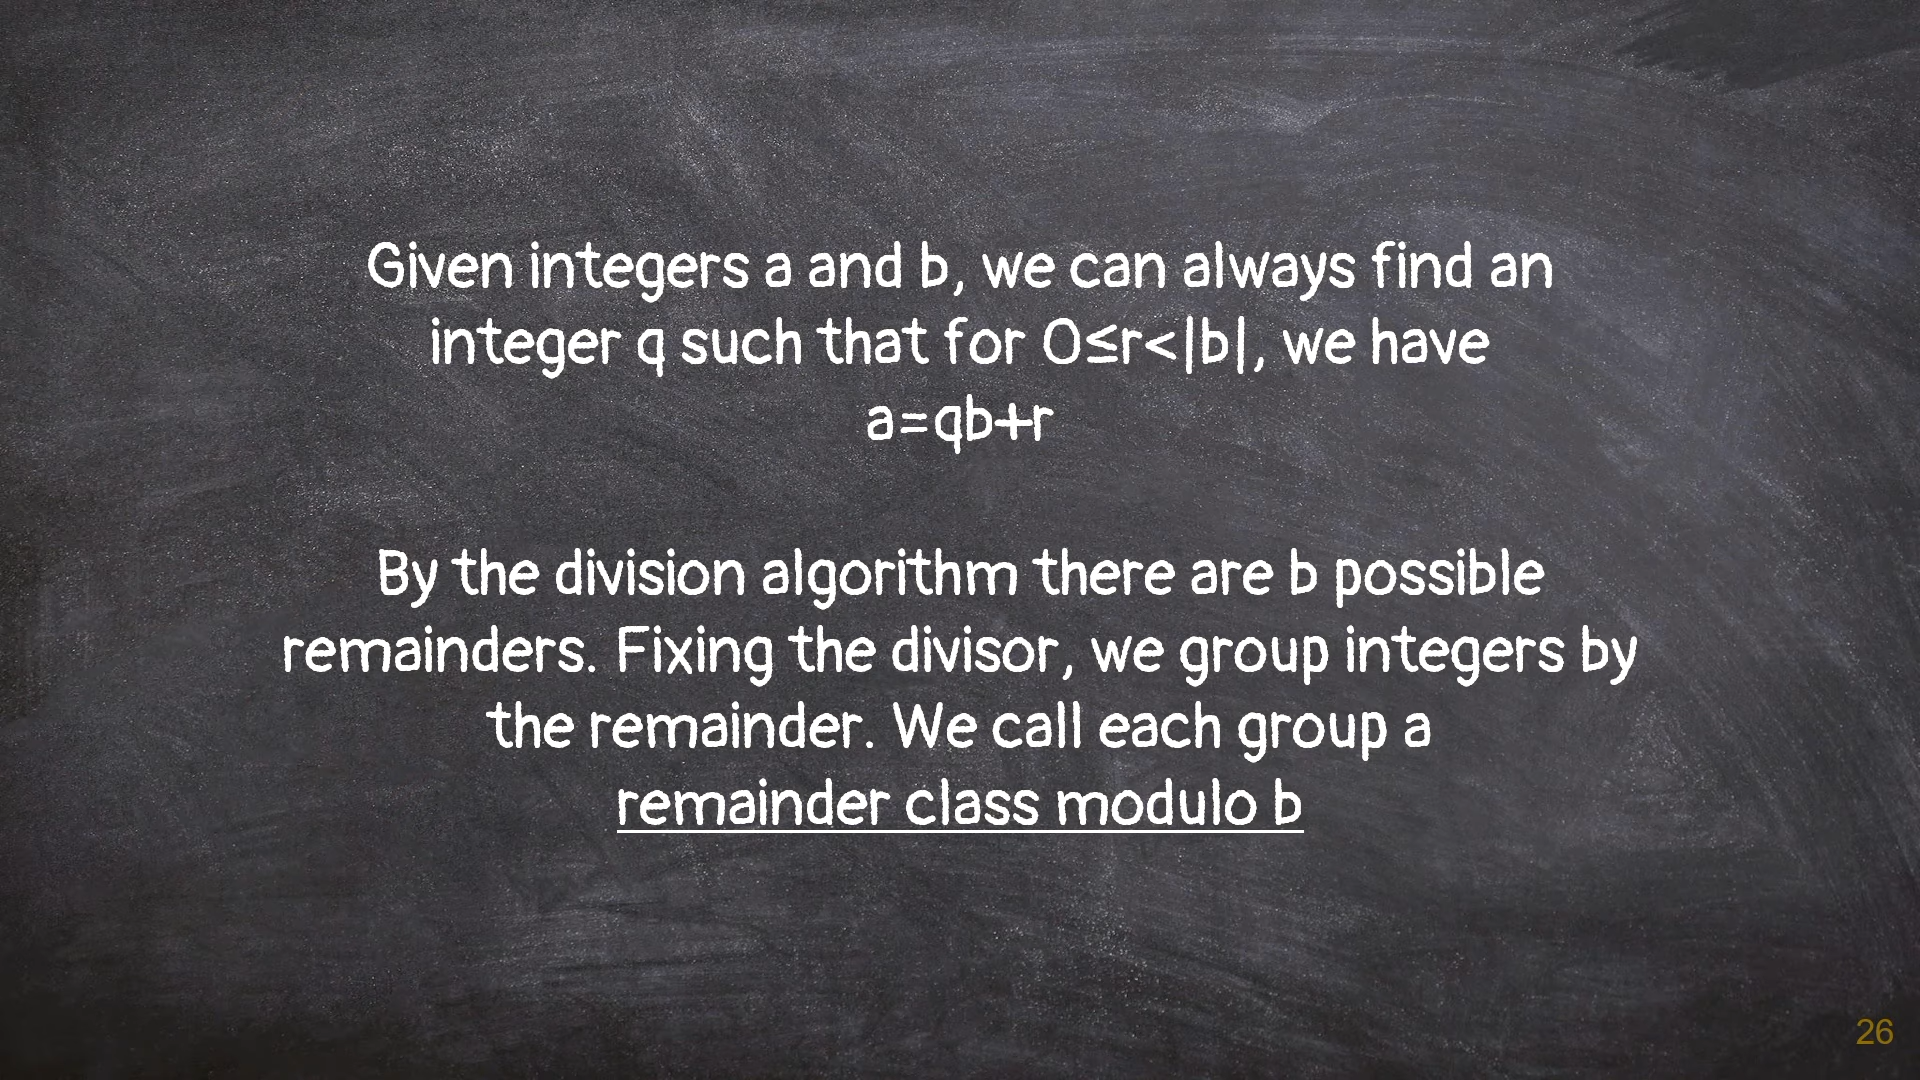 Given integers a and b, we can always find an
integer q such that for 0≤r<|b|, we have
a=qb+r
By the division algorithm there are b possible
remainders. Fixing the divisor, we group integers by
the remainder. We call each group a
remainder class modulo b
26